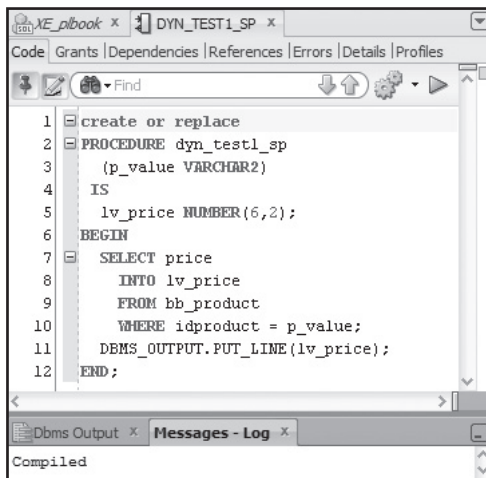 XE_plbook x DYN_TEST1_SP x
Code Grants Dependencies References Errors Details Profiles
Find
1 create or replace
2 PROCEDURE dyn_test1_sp
3 (p_value VARCHAR2)
4 IS
5 lv_price NUMBER(6,2);
6 BEGIN
7 SELECT price
8 INTO lv_price
9 FROM bb_product
10 WHERE idproduct = p_value;
11 DBMS_OUTPUT.PUT_LINE(lv_price);
12 END;
Dbms Output x Messages - Log x
Compiled